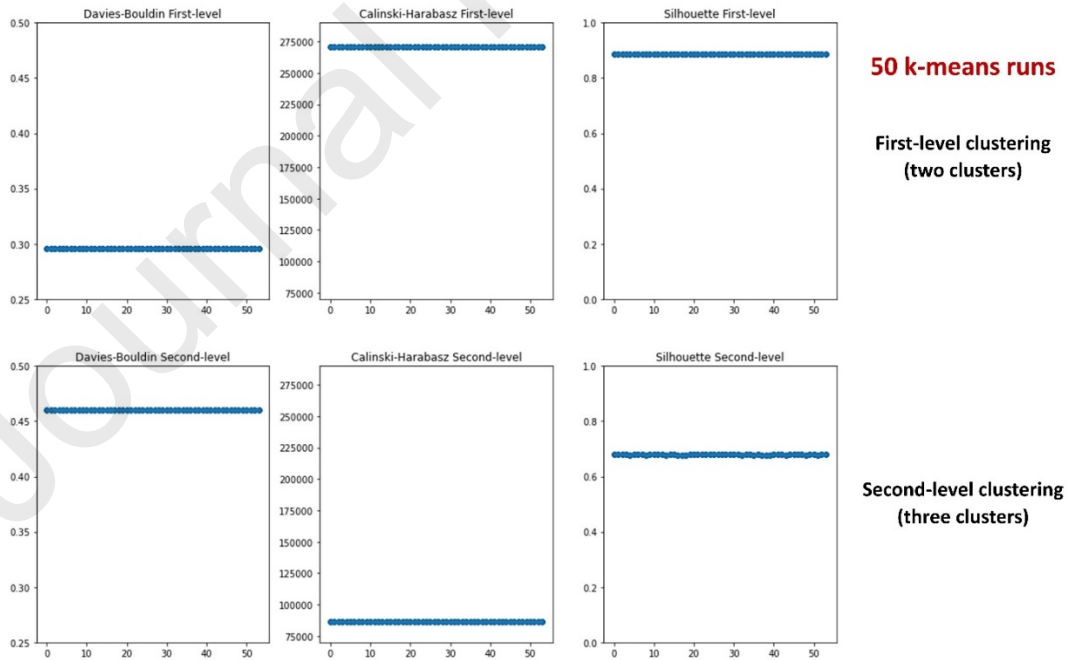 Davies-Bouldin First-level
0.50
0.45
0.40
0.35
0.30
0.25
0 10 20 30 40 50
Calinski-Harabasz First-level
275000
250000
225000
200000
175000
150000
125000
100000
75000
0 10 20 30 40 50
Silhouette First-level
1.0
0.8
0.6
0.4
0.2
0.0
0 10 20 30 40 50
50 k-means runs
First-level clustering
(two clusters)
Davies-Bouldin Second-level
0.50
0.45
0.40
0.35
0.30
0.25
0 10 20 30 40 50
Calinski-Harabasz Second-level
275000
250000
225000
200000
175000
150000
125000
100000
75000
0 10 20 30 40 50
Silhouette Second-level
1.0
0.8
0.6
0.4
0.2
0.0
0 10 20 30 40 50
Second-level clustering
(three clusters)
Journal